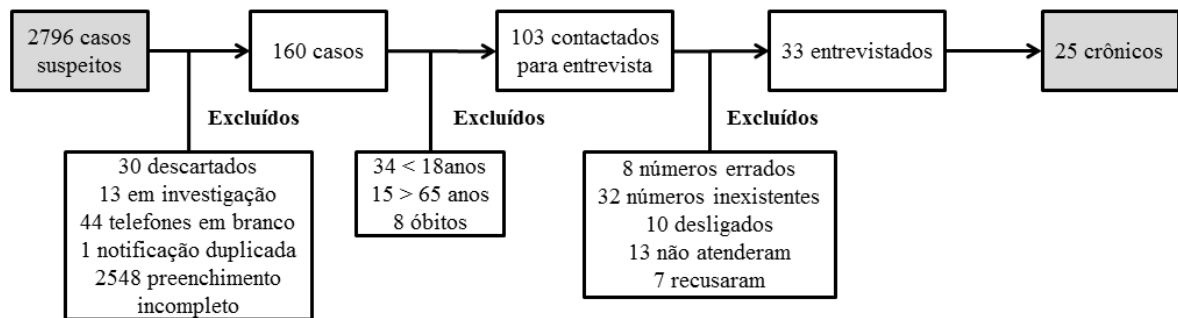 2796 casos
suspeitos
160 casos
103 contactados
para entrevista
33 entrevistados
25 crônicos
Excluídos
Excluídos
Excluídos
30 descartados
13 em investigação
44 telefones em branco
1 notificação duplicada
2548 preenchimento
incompleto
34 < 18anos
15 > 65 anos
8 óbitos
8 números errados
32 números inexistentes
10 desligados
13 não atenderam
7 recusaram